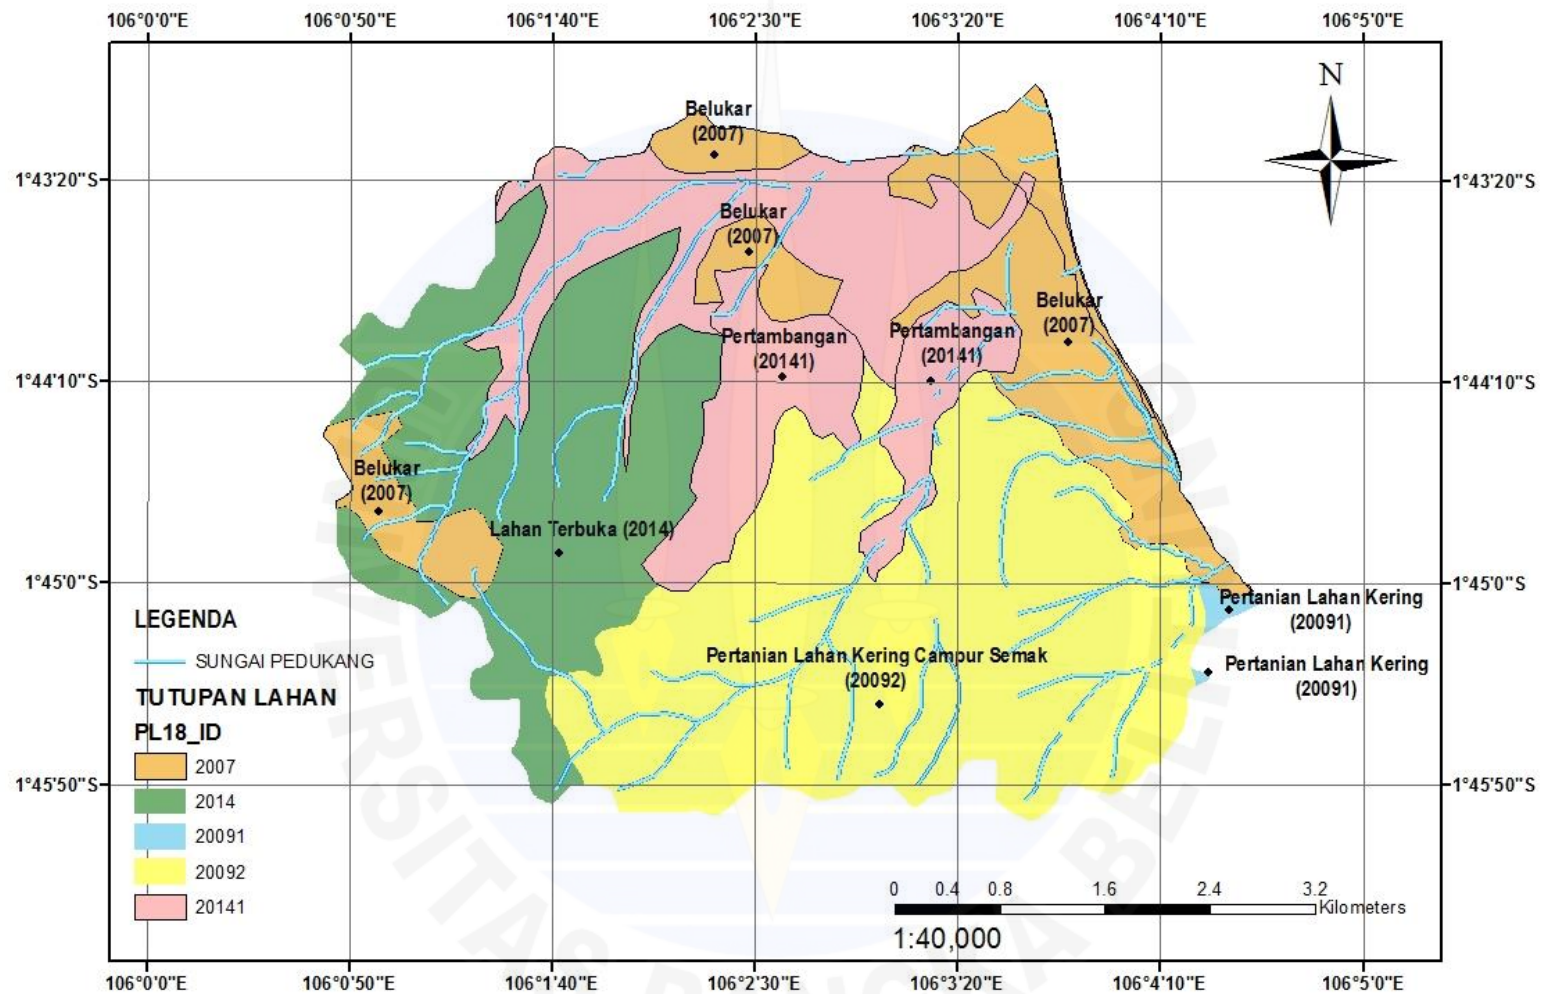 106°0'0"E 106°0'50"E 106°1'40"E 106°2'30"E 106°3'20"E 106°4'10"E 106°5'0"E
N
Belukar
(2007)
1°43'20"S 1°43'20"S
Belukar
(2007)
Belukar
(2007)
Pertambangan
(20141)
Pertambangan
(20141)
1°44'10"S 1°44'10"S
Belukar
(2007)
Lahan Terbuka (2014)
1°45'0"S 1°45'0"S
Pertanian Lahan Kering
(20091)
Pertanian Lahan Kering Campur Semak
(20092)
Pertanian Lahan Kering
(20091)
LEGENDA
SUNGAI PEDUKANG
TUTUPAN LAHAN
PL18_ID
2007
2014
20091
20092
20141
1°45'50"S 1°45'50"S
0 0.4 0.8 1.6 2.4 3.2
Kilometers
1:40,000
106°0'0"E 106°0'50"E 106°1'40"E 106°2'30"E 106°3'20"E 106°4'10"E 106°5'0"E
UNIVERSITAS BANGKA BELITUNG